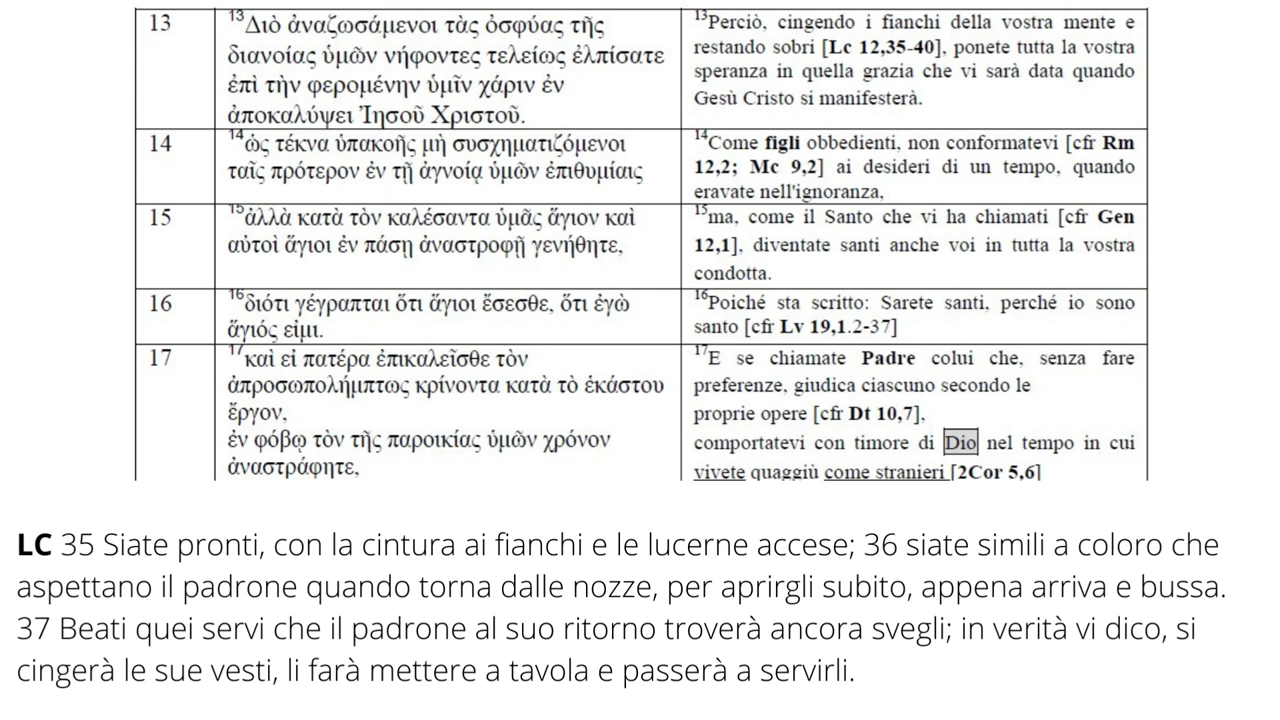 13
¹³Διὸ ἀναζωσάμενοι τὰς ὀσφύας τῆς
διανοίας ὑμῶν νήφοντες τελείως ἐλπίσατε
ἐπὶ τὴν φερομένην ὑμῖν χάριν ἐν
ἀποκαλύψει Ἰησοῦ Χριστοῦ.
¹³Perciò, cingendo i fianchi della vostra mente e
restando sobri [Lc 12,35-40], ponete tutta la vostra
speranza in quella grazia che vi sarà data quando
Gesù Cristo si manifesterà.
14
¹⁴ὡς τέκνα ὑπακοῆς μὴ συσχηματιζόμενοι
ταῖς πρότερον ἐν τῇ ἀγνοίᾳ ὑμῶν ἐπιθυμίαις
¹⁴Come figli obbedienti, non conformatevi [cfr Rm
12,2; Mc 9,2] ai desideri di un tempo, quando
eravate nell'ignoranza,
15
¹⁵ἀλλὰ κατὰ τὸν καλέσαντα ὑμᾶς ἅγιον καὶ
αὐτοὶ ἅγιοι ἐν πάσῃ ἀναστροφῇ γενήθητε,
¹⁵ma, come il Santo che vi ha chiamati [cfr Gen
12,1], diventate santi anche voi in tutta la vostra
condotta.
16
¹⁶διότι γέγραπται ὅτι ἅγιοι ἔσεσθε, ὅτι ἐγὼ
ἅγιός εἰμι.
¹⁶Poiché sta scritto: Sarete santi, perché io sono
santo [cfr Lv 19,1.2-37]
17
¹⁷καὶ εἰ πατέρα ἐπικαλεῖσθε τὸν
ἀπροσωπολήμπτως κρίνοντα κατὰ τὸ ἑκάστου
ἔργον,
ἐν φόβῳ τὸν τῆς παροικίας ὑμῶν χρόνον
ἀναστράφητε,
¹⁷E se chiamate Padre colui che, senza fare
preferenze, giudica ciascuno secondo le
proprie opere [cfr Dt 10,7],
comportatevi con timore di Dio nel tempo in cui
vivete quaggiù come stranieri [2Cor 5,6]
LC 35 Siate pronti, con la cintura ai fianchi e le lucerne accese; 36 siate simili a coloro che
aspettano il padrone quando torna dalle nozze, per aprirgli subito, appena arriva e bussa.
37 Beati quei servi che il padrone al suo ritorno troverà ancora svegli; in verità vi dico, si
cingerà le sue vesti, li farà mettere a tavola e passerà a servirli.